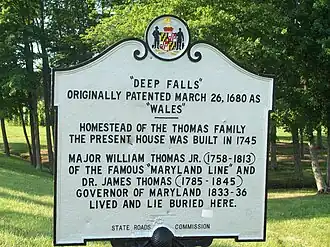 "DEEP FALLS"
ORIGINALLY PATENTED MARCH 26, 1680 AS
"WALES"
HOMESTEAD OF THE THOMAS FAMILY
THE PRESENT HOUSE WAS BUILT IN 1745
MAJOR WILLIAM THOMAS JR. (1758-1813)
OF THE FAMOUS "MARYLAND LINE" AND
DR. JAMES THOMAS (1785-1845)
GOVERNOR OF MARYLAND 1833-36
LIVED AND LIE BURIED HERE.
STATE ROADS COMMISSION